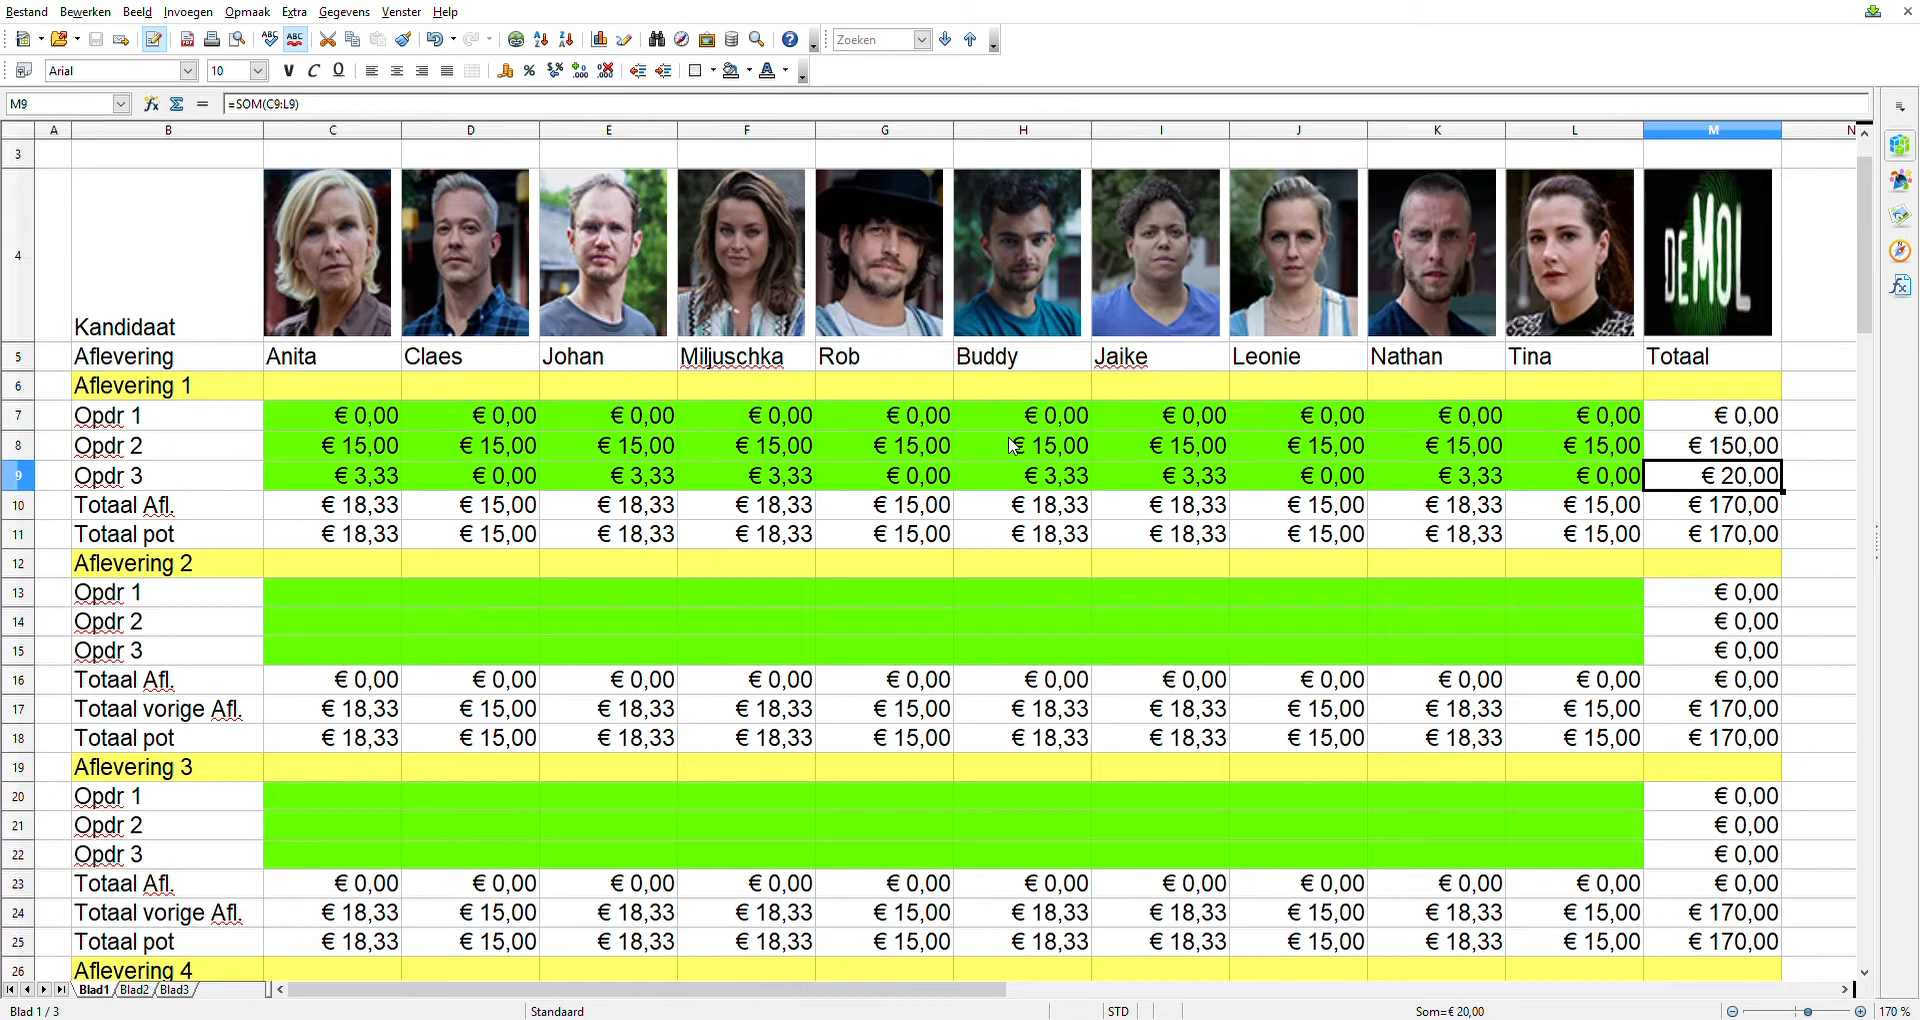 Bestand Bewerken Beeld Invoegen Opmaak Extra Gegevens Venster Help
Zoeken
Arial 10 V C O
M9 =SOM(C9:L9)
A B C D E F G H I J K L M N
3
4 Kandidaat DE MOL
5 Aflevering Anita Claes Johan Miljuschka Rob Buddy Jaike Leonie Nathan Tina Totaal
6 Aflevering 1
7 Opdr 1 € 0,00 € 0,00 € 0,00 € 0,00 € 0,00 € 0,00 € 0,00 € 0,00 € 0,00 € 0,00 € 0,00
8 Opdr 2 € 15,00 € 15,00 € 15,00 € 15,00 € 15,00 € 15,00 € 15,00 € 15,00 € 15,00 € 15,00 € 150,00
9 Opdr 3 € 3,33 € 0,00 € 3,33 € 3,33 € 0,00 € 3,33 € 3,33 € 0,00 € 3,33 € 0,00 € 20,00
10 Totaal Afl. € 18,33 € 15,00 € 18,33 € 18,33 € 15,00 € 18,33 € 18,33 € 15,00 € 18,33 € 15,00 € 170,00
11 Totaal pot € 18,33 € 15,00 € 18,33 € 18,33 € 15,00 € 18,33 € 18,33 € 15,00 € 18,33 € 15,00 € 170,00
12 Aflevering 2
13 Opdr 1 € 0,00
14 Opdr 2 € 0,00
15 Opdr 3 € 0,00
16 Totaal Afl. € 0,00 € 0,00 € 0,00 € 0,00 € 0,00 € 0,00 € 0,00 € 0,00 € 0,00 € 0,00 € 0,00
17 Totaal vorige Afl. € 18,33 € 15,00 € 18,33 € 18,33 € 15,00 € 18,33 € 18,33 € 15,00 € 18,33 € 15,00 € 170,00
18 Totaal pot € 18,33 € 15,00 € 18,33 € 18,33 € 15,00 € 18,33 € 18,33 € 15,00 € 18,33 € 15,00 € 170,00
19 Aflevering 3
20 Opdr 1 € 0,00
21 Opdr 2 € 0,00
22 Opdr 3 € 0,00
23 Totaal Afl. € 0,00 € 0,00 € 0,00 € 0,00 € 0,00 € 0,00 € 0,00 € 0,00 € 0,00 € 0,00 € 0,00
24 Totaal vorige Afl. € 18,33 € 15,00 € 18,33 € 18,33 € 15,00 € 18,33 € 18,33 € 15,00 € 18,33 € 15,00 € 170,00
25 Totaal pot € 18,33 € 15,00 € 18,33 € 18,33 € 15,00 € 18,33 € 18,33 € 15,00 € 18,33 € 15,00 € 170,00
26 Aflevering 4
Blad1 Blad2 Blad3
Blad 1 / 3 Standaard STD Som=€ 20,00 170 %